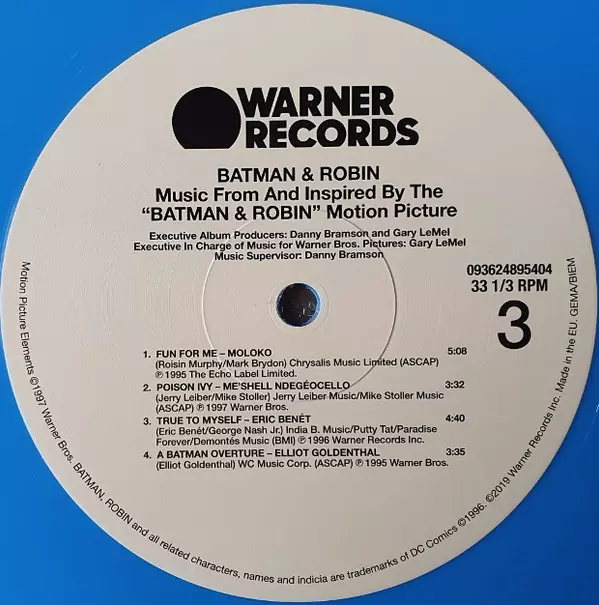 WARNER
RECORDS
BATMAN & ROBIN
Music From And Inspired By The
“BATMAN & ROBIN” Motion Picture
Executive Album Producers: Danny Bramson and Gary LeMel
Executive In Charge of Music for Warner Bros. Pictures: Gary LeMel
Music Supervisor: Danny Bramson
093624895404
33 1/3 RPM
3
1. FUN FOR ME – MOLOKO 5:08
(Roisin Murphy/Mark Brydon) Chrysalis Music Limited (ASCAP)
℗ 1995 The Echo Label Limited.
2. POISON IVY – ME'SHELL NDEGÉOCELLO 3:32
(Jerry Leiber/Mike Stoller) Jerry Leiber Music/Mike Stoller Music
(ASCAP) ℗ 1997 Warner Bros.
3. TRUE TO MYSELF – ERIC BENÉT 4:40
(Eric Benét/George Nash Jr.) India B. Music/Putty Tat/Paradise
Forever/Demontés Music (BMI) ℗ 1996 Warner Records Inc.
4. A BATMAN OVERTURE – ELLIOT GOLDENTHAL 3:35
(Elliot Goldenthal) WC Music Corp. (ASCAP) ℗ 1995 Warner Bros.
Motion Picture Elements ©1997 Warner Bros. BATMAN, ROBIN and all related characters, names and indicia are trademarks of DC Comics ©1996. ©2019 Warner Records Inc. Made in the EU. GEMA/BIEM